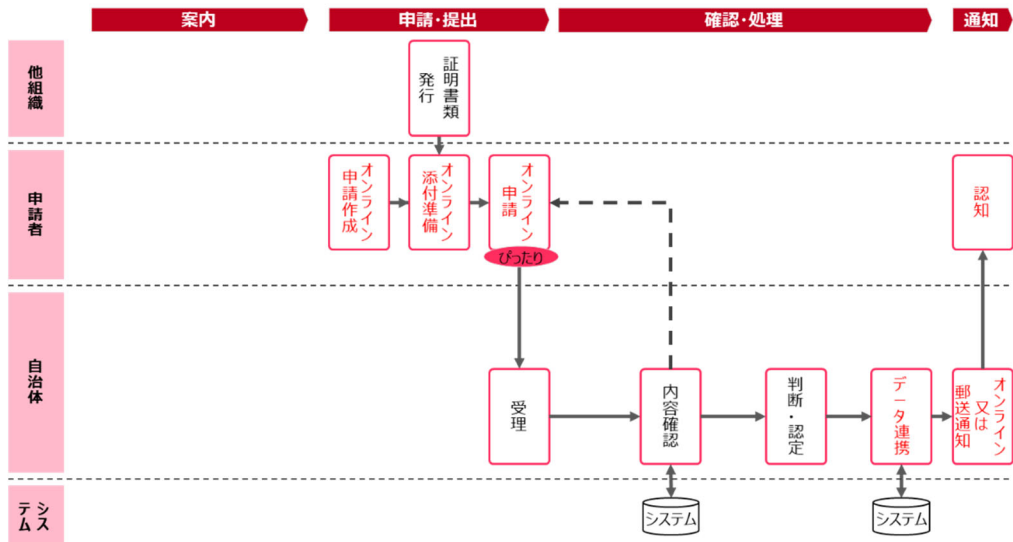 案内
申請・提出
確認・処理
通知
他組織
証明書類
発行
申請者
オンライン
申請作成
オンライン
添付準備
オンライン
申請
ぴったり
認知
自治体
受理
内容確認
判断・認定
データ連携
オンライン
又は
郵送通知
シス
テム
システム
システム